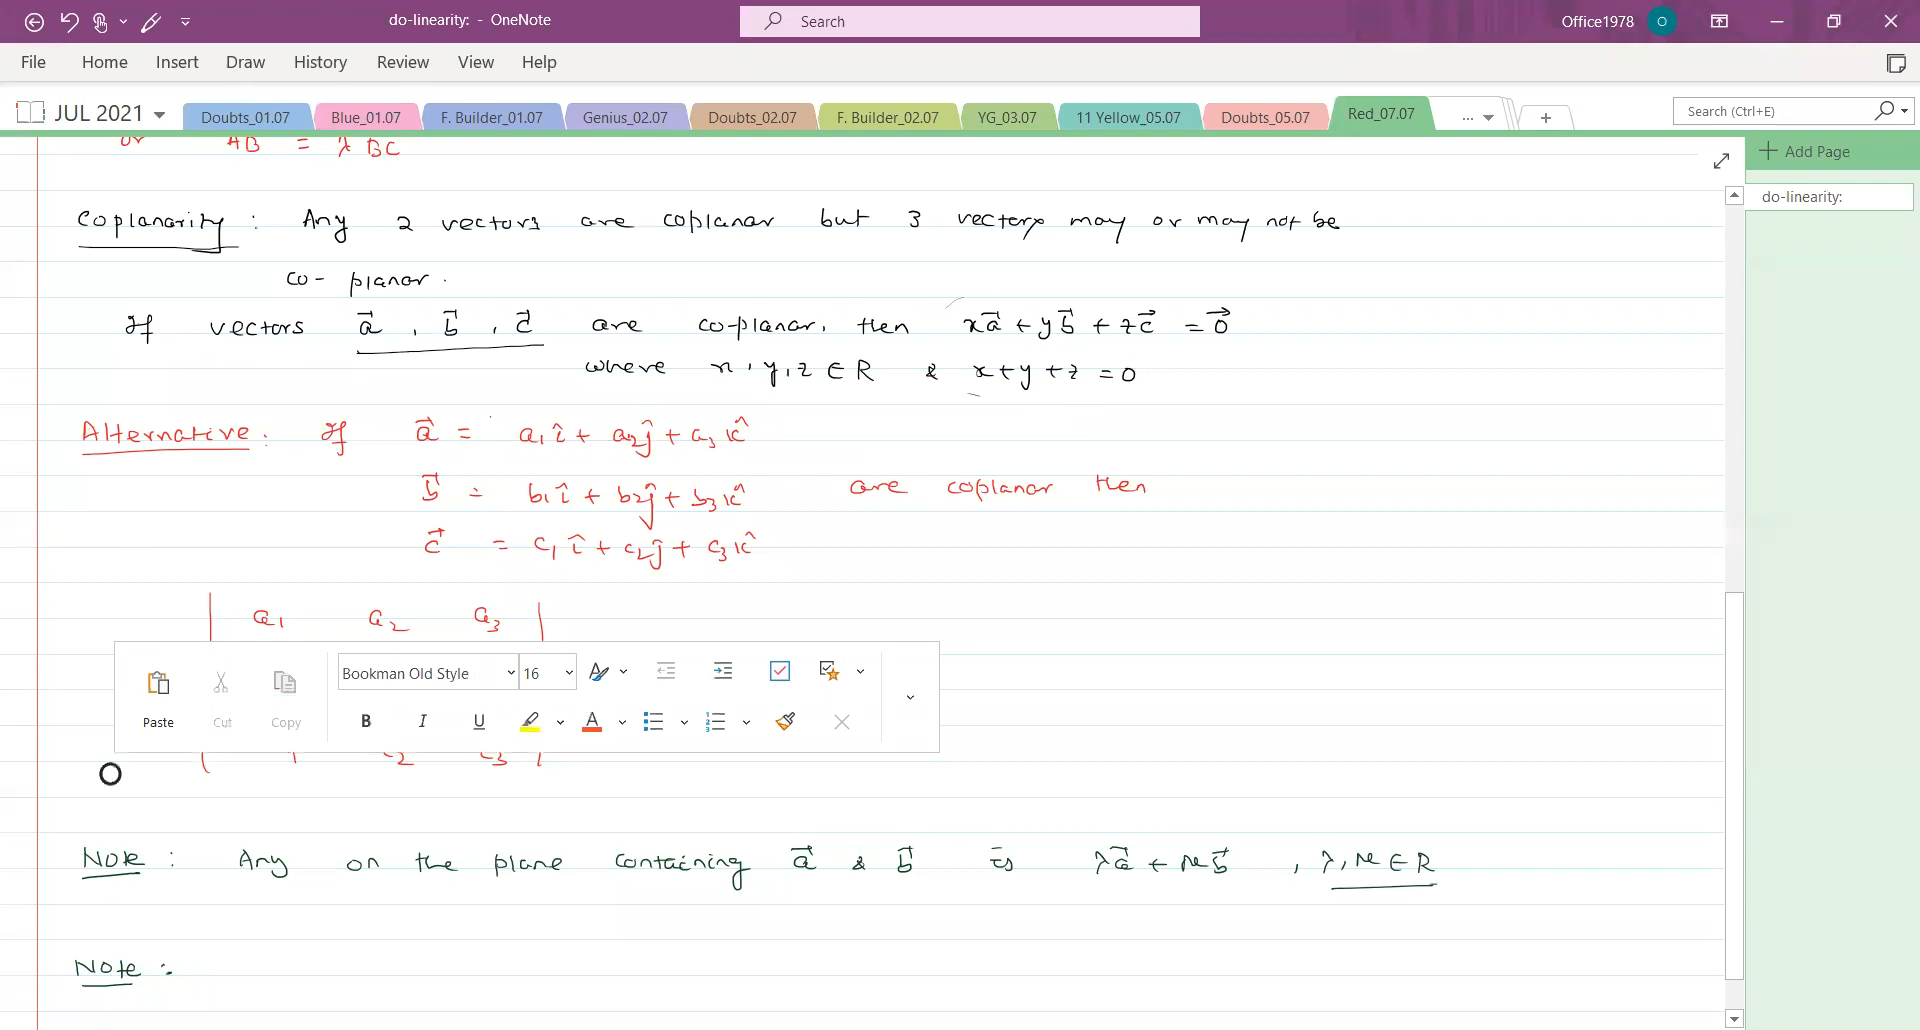 do-linearity: - OneNote
Search
Office1978
O
File Home Insert Draw History Review View Help
JUL 2021
Doubts_01.07
Blue_01.07
F. Builder_01.07
Genius_02.07
Doubts_02.07
F. Builder_02.07
YG_03.07
11 Yellow_05.07
Doubts_05.07
Red_07.07
...
Search (Ctrl+E)
Add Page
do-linearity:
or AB = λ BC
Coplanarity : Any 2 vectors are coplanar but 3 vectors may or may not be
co-planar.
If vectors a⃗, b⃗, c⃗ are co-planar, then xa⃗ + yb⃗ + zc⃗ = 0⃗
where x, y, z ∈ R & x+y+z = 0
Alternative: If a⃗ = a₁î + a₂ĵ + a₃k̂
b⃗ = b₁î + b₂ĵ + b₃k̂ are coplanar then
c⃗ = c₁î + c₂ĵ + c₃k̂
| a₁ a₂ a₃ |
Bookman Old Style 16
B I U A
Paste Cut Copy
Note : Any on the plane containing a⃗ & b⃗ is λa⃗ + μb⃗ , λ, μ ∈ R
Note :